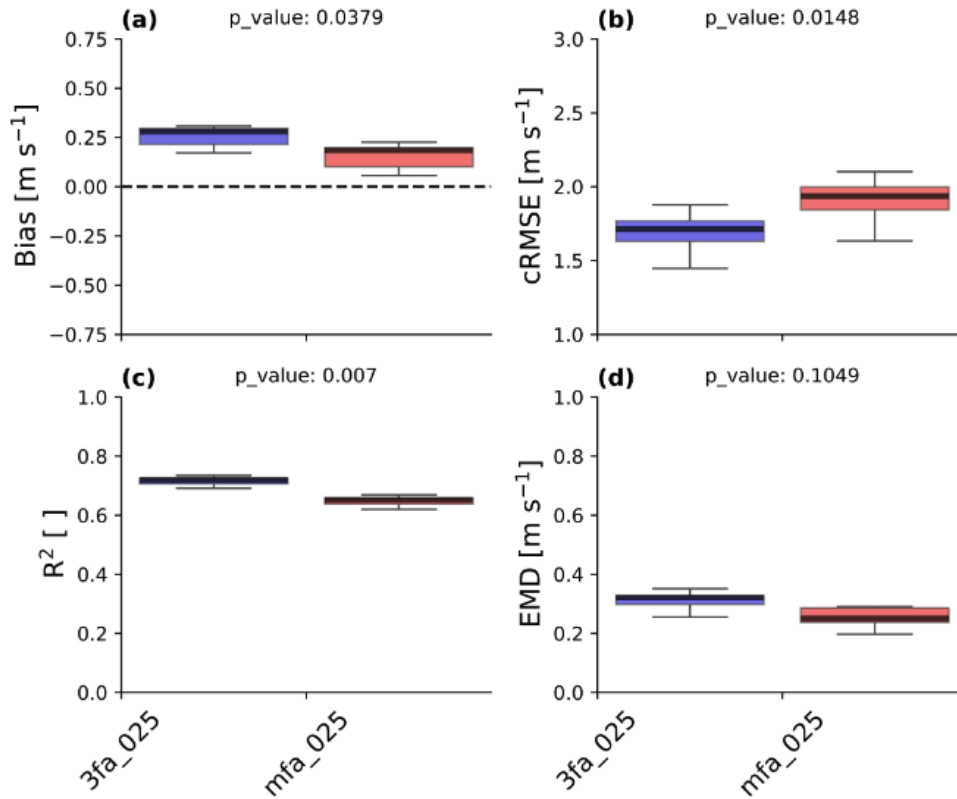 (a) p_value: 0.0379
Bias [m s⁻¹]
0.75
0.50
0.25
0.00
−0.25
−0.50
−0.75
(b) p_value: 0.0148
cRMSE [m s⁻¹]
3.0
2.5
2.0
1.5
1.0
(c) p_value: 0.007
R² [ ]
1.0
0.8
0.6
0.4
0.2
0.0
3fa_025
mfa_025
(d) p_value: 0.1049
EMD [m s⁻¹]
1.0
0.8
0.6
0.4
0.2
0.0
3fa_025
mfa_025